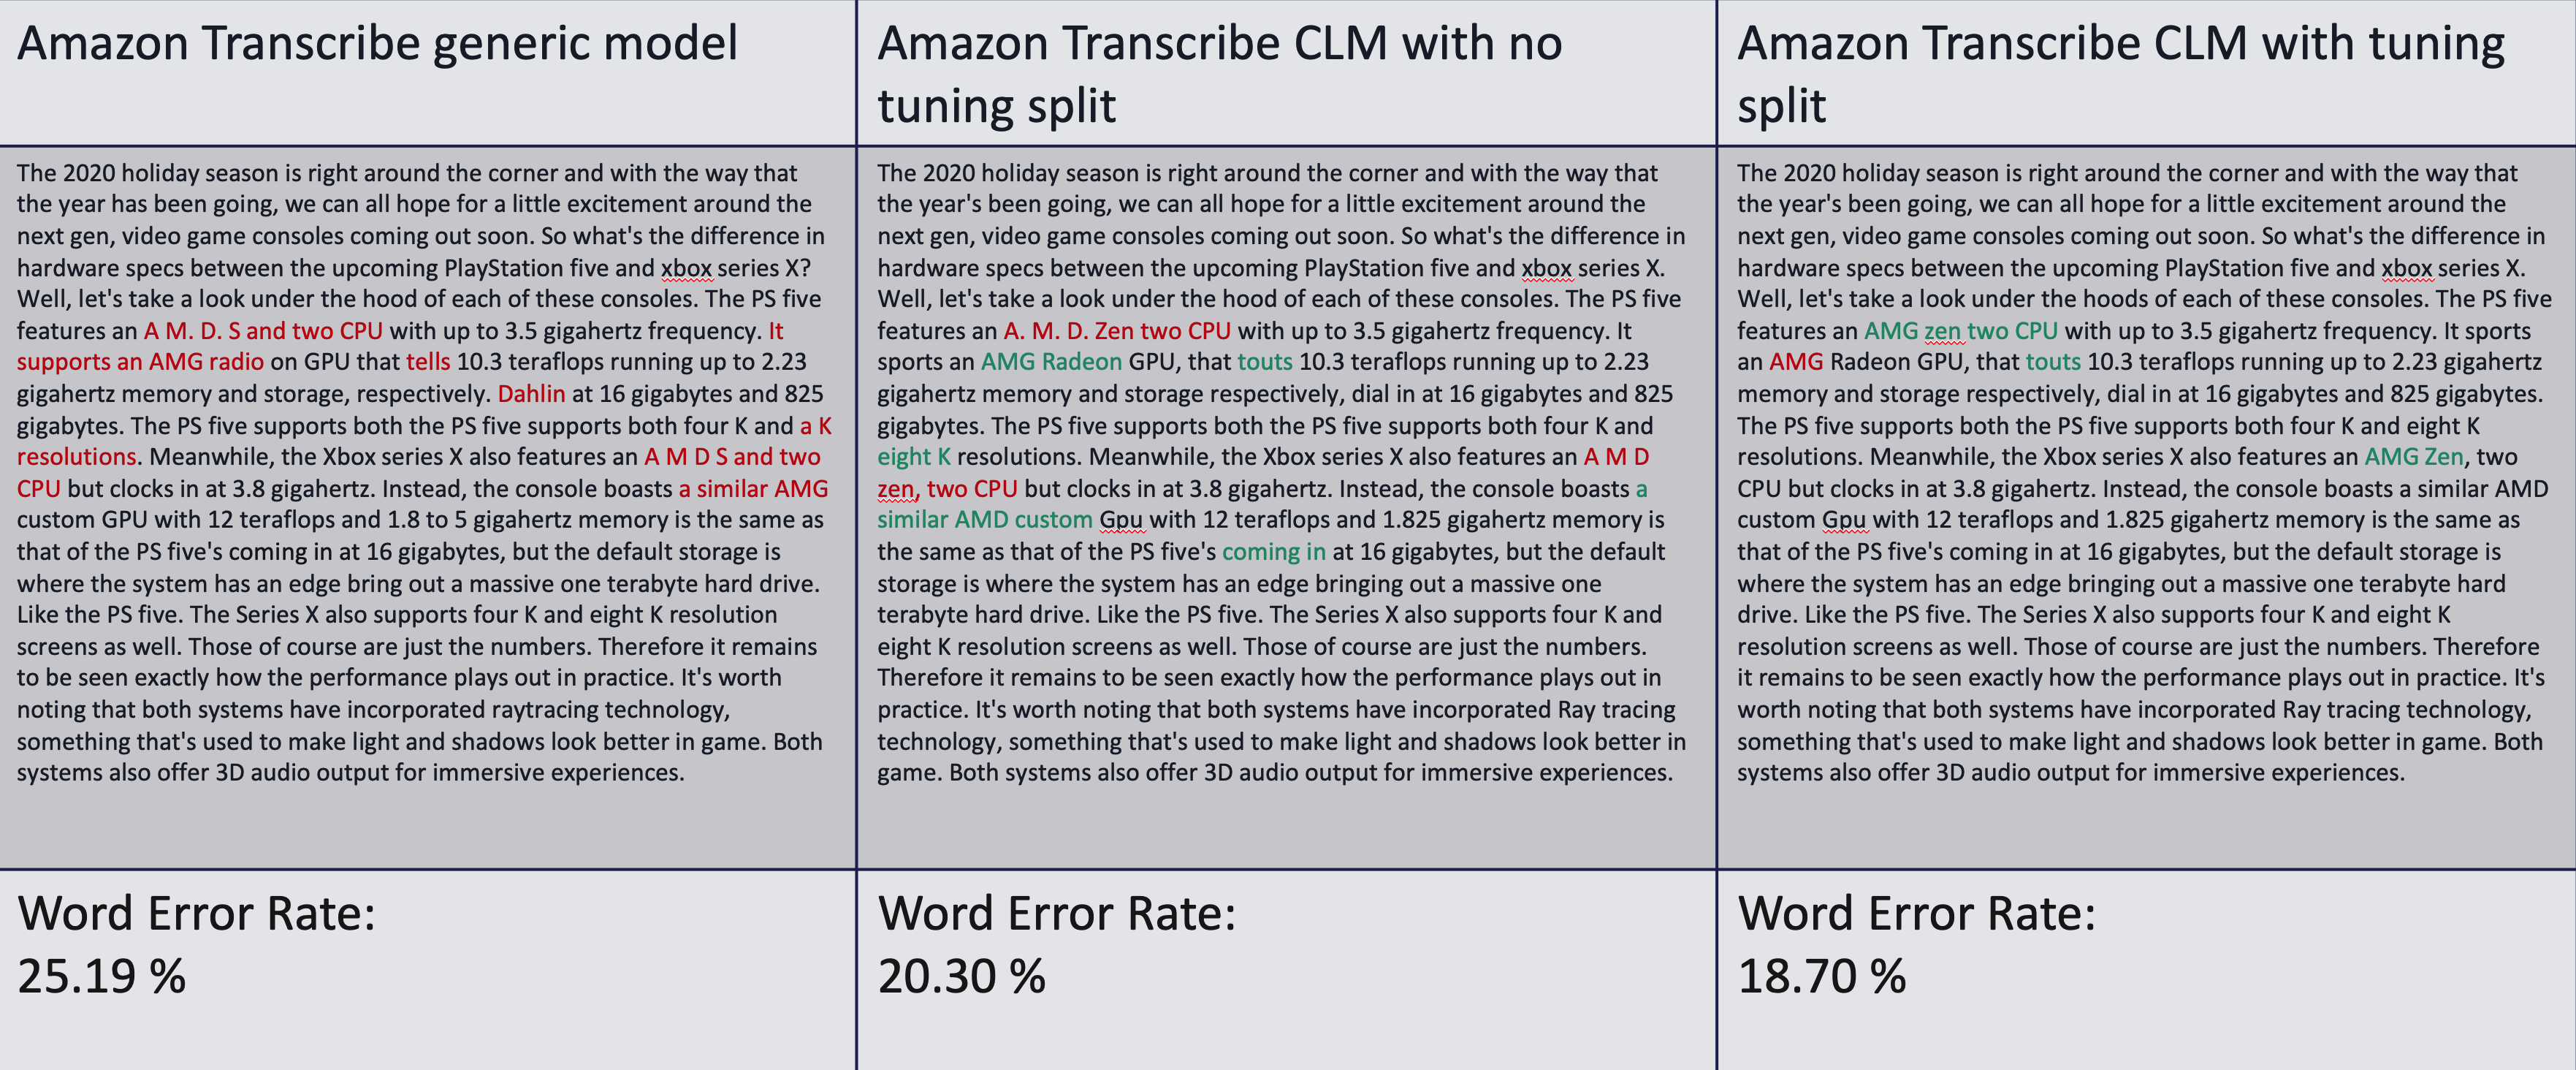 Amazon Transcribe generic model
Amazon Transcribe CLM with no
tuning split
Amazon Transcribe CLM with tuning
split
The 2020 holiday season is right around the corner and with the way that
the year has been going, we can all hope for a little excitement around the
next gen, video game consoles coming out soon. So what's the difference in
hardware specs between the upcoming PlayStation five and xbox series X?
Well, let's take a look under the hood of each of these consoles. The PS five
features an A M. D. S and two CPU with up to 3.5 gigahertz frequency. It
supports an AMG radio on GPU that tells 10.3 teraflops running up to 2.23
gigahertz memory and storage, respectively. Dahlin at 16 gigabytes and 825
gigabytes. The PS five supports both the PS five supports both four K and a K
resolutions. Meanwhile, the Xbox series X also features an A M D S and two
CPU but clocks in at 3.8 gigahertz. Instead, the console boasts a similar AMG
custom GPU with 12 teraflops and 1.8 to 5 gigahertz memory is the same as
that of the PS five's coming in at 16 gigabytes, but the default storage is
where the system has an edge bring out a massive one terabyte hard drive.
Like the PS five. The Series X also supports four K and eight K resolution
screens as well. Those of course are just the numbers. Therefore it remains
to be seen exactly how the performance plays out in practice. It's worth
noting that both systems have incorporated raytracing technology,
something that's used to make light and shadows look better in game. Both
systems also offer 3D audio output for immersive experiences.
The 2020 holiday season is right around the corner and with the way that
the year's been going, we can all hope for a little excitement around the
next gen, video game consoles coming out soon. So what's the difference in
hardware specs between the upcoming PlayStation five and xbox series X.
Well, let's take a look under the hood of each of these consoles. The PS five
features an A. M. D. Zen two CPU with up to 3.5 gigahertz frequency. It
sports an AMG Radeon GPU, that touts 10.3 teraflops running up to 2.23
gigahertz memory and storage respectively, dial in at 16 gigabytes and 825
gigabytes. The PS five supports both the PS five supports both four K and
eight K resolutions. Meanwhile, the Xbox series X also features an A M D
zen, two CPU but clocks in at 3.8 gigahertz. Instead, the console boasts a
similar AMD custom Gpu with 12 teraflops and 1.825 gigahertz memory is
the same as that of the PS five's coming in at 16 gigabytes, but the default
storage is where the system has an edge bringing out a massive one
terabyte hard drive. Like the PS five. The Series X also supports four K and
eight K resolution screens as well. Those of course are just the numbers.
Therefore it remains to be seen exactly how the performance plays out in
practice. It's worth noting that both systems have incorporated Ray tracing
technology, something that's used to make light and shadows look better in
game. Both systems also offer 3D audio output for immersive experiences.
The 2020 holiday season is right around the corner and with the way that
the year's been going, we can all hope for a little excitement around the
next gen, video game consoles coming out soon. So what's the difference in
hardware specs between the upcoming PlayStation five and xbox series X.
Well, let's take a look under the hoods of each of these consoles. The PS five
features an AMG zen two CPU with up to 3.5 gigahertz frequency. It sports
an AMG Radeon GPU, that touts 10.3 teraflops running up to 2.23 gigahertz
memory and storage respectively, dial in at 16 gigabytes and 825 gigabytes.
The PS five supports both the PS five supports both four K and eight K
resolutions. Meanwhile, the Xbox series X also features an AMG Zen, two
CPU but clocks in at 3.8 gigahertz. Instead, the console boasts a similar AMD
custom Gpu with 12 teraflops and 1.825 gigahertz memory is the same as
that of the PS five's coming in at 16 gigabytes, but the default storage is
where the system has an edge bringing out a massive one terabyte hard
drive. Like the PS five. The Series X also supports four K and eight K
resolution screens as well. Those of course are just the numbers. Therefore
it remains to be seen exactly how the performance plays out in practice. It's
worth noting that both systems have incorporated Ray tracing technology,
something that's used to make light and shadows look better in game. Both
systems also offer 3D audio output for immersive experiences.
Word Error Rate:
25.19 %
Word Error Rate:
20.30 %
Word Error Rate:
18.70 %